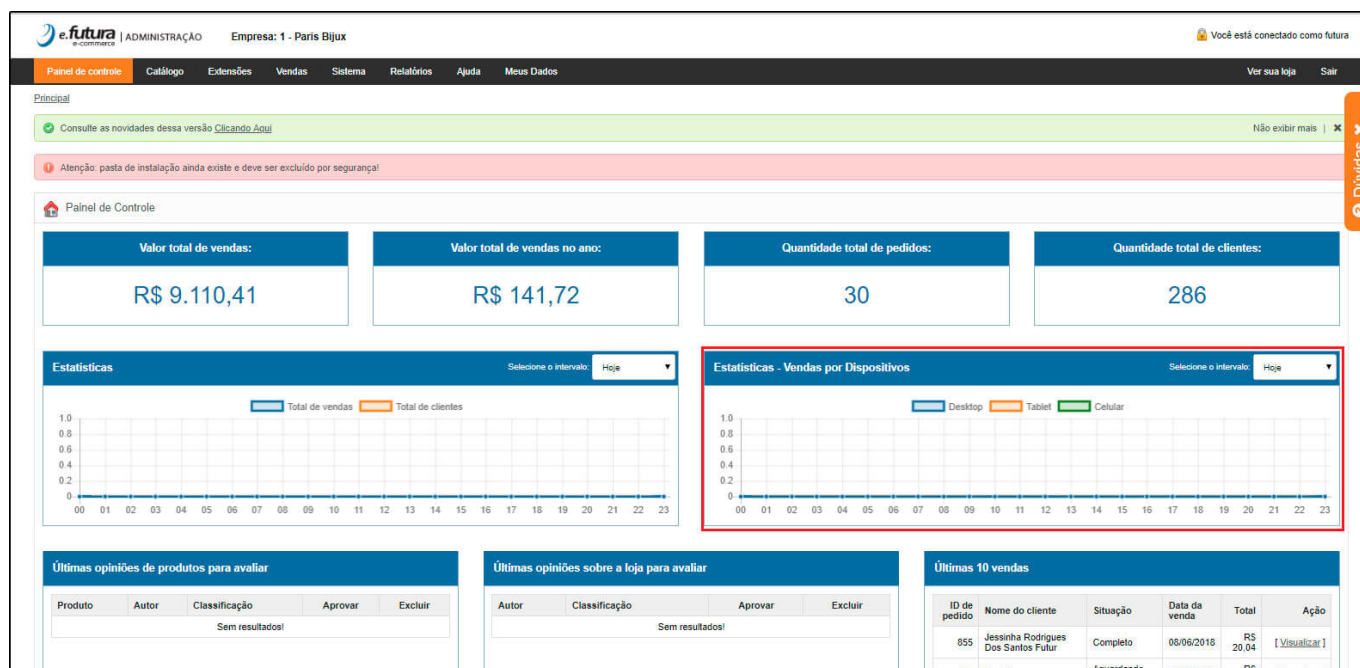 e.futura e-commerce | ADMINISTRAÇÃO Empresa: 1 - Paris Bijux Você está conectado como futura
Painel de controle Catálogo Extensões Vendas Sistema Relatórios Ajuda Meus Dados Ver sua loja Sair
Principal
Consulte as novidades dessa versão Clicando Aqui Não exibir mais | ✖
Dúvidas
Atenção: pasta de instalação ainda existe e deve ser excluído por segurança!
Painel de Controle
Valor total de vendas: Valor total de vendas no ano: Quantidade total de pedidos: Quantidade total de clientes:
R$ 9.110,41 R$ 141,72 30 286
Estatísticas Selecione o intervalo: Hoje
Total de vendas Total de clientes
1.0
0.8
0.6
0.4
0.2
0
00 01 02 03 04 05 06 07 08 09 10 11 12 13 14 15 16 17 18 19 20 21 22 23
Estatísticas - Vendas por Dispositivos Selecione o intervalo: Hoje
Desktop Tablet Celular
1.0
0.8
0.6
0.4
0.2
0
00 01 02 03 04 05 06 07 08 09 10 11 12 13 14 15 16 17 18 19 20 21 22 23
Últimas opiniões de produtos para avaliar
Produto Autor Classificação Aprovar Excluir
Sem resultados!
Últimas opiniões sobre a loja para avaliar
Autor Classificação Aprovar Excluir
Sem resultados!
Últimas 10 vendas
ID de pedido Nome do cliente Situação Data da venda Total Ação
855 Jessinha Rodrigues Dos Santos Futur Completo 08/06/2018 R$ 20,04 [ Visualizar ]